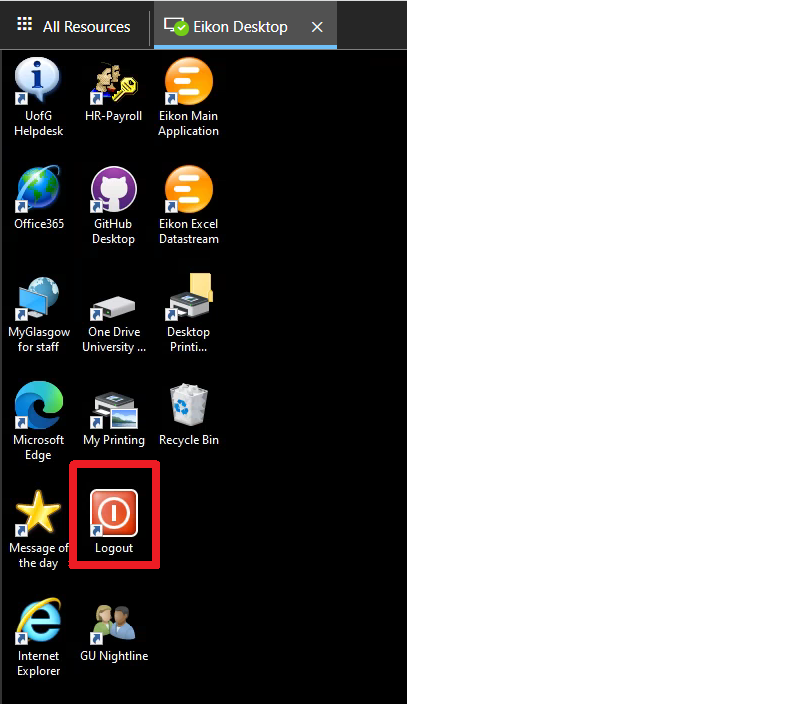 All Resources
Eikon Desktop
UofG
Helpdesk
HR-Payroll
Eikon Main
Application
Office365
GitHub
Desktop
Eikon Excel
Datastream
MyGlasgow
for staff
One Drive
University ...
Desktop
Printi...
Microsoft
Edge
My Printing
Recycle Bin
Message of
the day
Logout
Internet
Explorer
GU Nightline